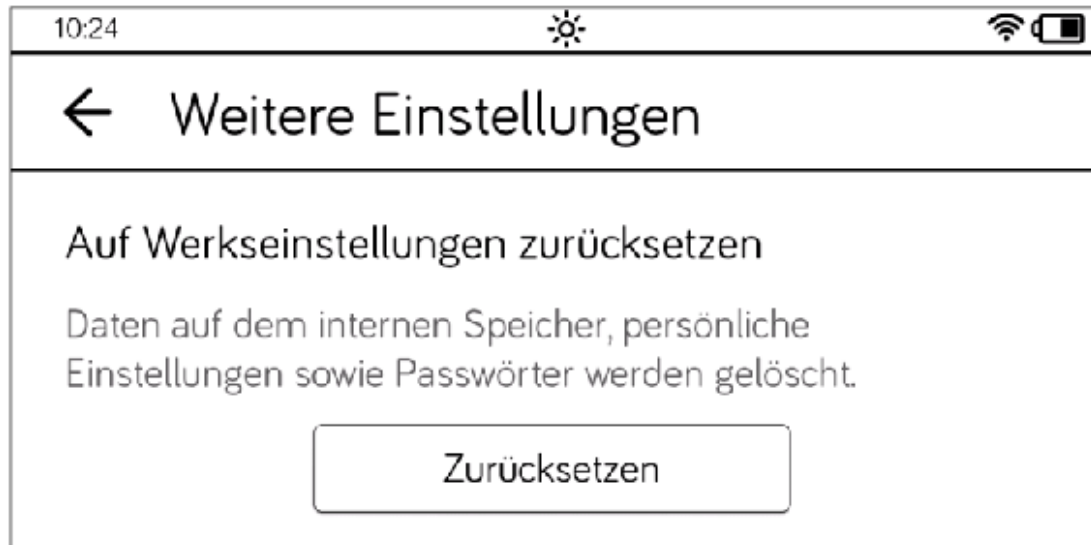 10:24
Weitere Einstellungen
Auf Werkseinstellungen zurücksetzen
Daten auf dem internen Speicher, persönliche
Einstellungen sowie Passwörter werden gelöscht.
Zurücksetzen